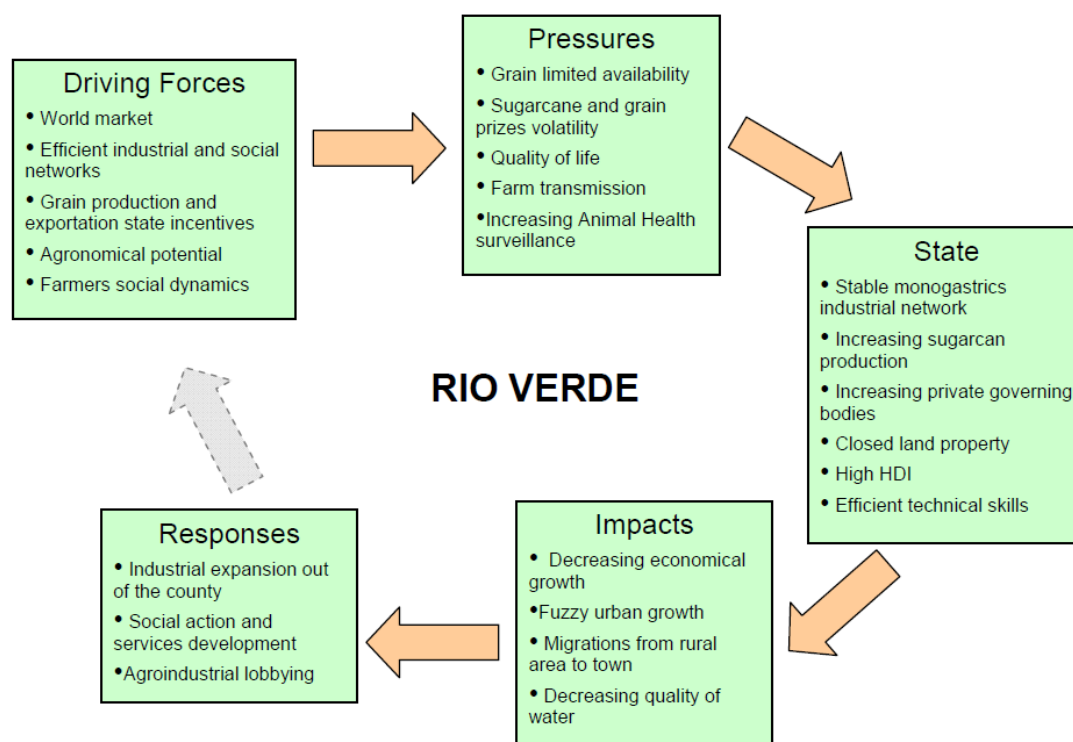 Driving Forces
• World market
• Efficient industrial and social
networks
• Grain production and
exportation state incentives
• Agronomical potential
• Farmers social dynamics
Pressures
• Grain limited availability
• Sugarcane and grain
prizes volatility
• Quality of life
• Farm transmission
•Increasing Animal Health
surveillance
State
• Stable monogastrics
industrial network
• Increasing sugarcan
production
• Increasing private governing
bodies
• Closed land property
• High HDI
• Efficient technical skills
RIO VERDE
Impacts
• Decreasing economical
growth
•Fuzzy urban growth
• Migrations from rural
area to town
• Decreasing quality of
water
Responses
• Industrial expansion out
of the county
• Social action and
services development
•Agroindustrial lobbying